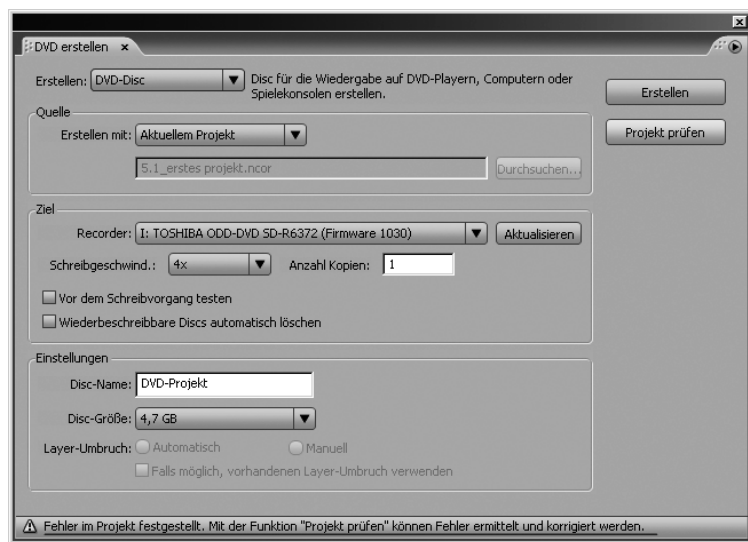 DVD erstellen x
Erstellen: DVD-Disc Disc für die Wiedergabe auf DVD-Playern, Computern oder
Spielekonsolen erstellen.
Erstellen
Quelle
Erstellen mit: Aktuellem Projekt
Projekt prüfen
5.1_erstes projekt.ncor Durchsuchen...
Ziel
Recorder: I: TOSHIBA ODD-DVD SD-R6372 (Firmware 1030) Aktualisieren
Schreibgeschwind.: 4x Anzahl Kopien: 1
Vor dem Schreibvorgang testen
Wiederbeschreibbare Discs automatisch löschen
Einstellungen
Disc-Name: DVD-Projekt
Disc-Größe: 4,7 GB
Layer-Umbruch: Automatisch Manuell
Falls möglich, vorhandenen Layer-Umbruch verwenden
Fehler im Projekt festgestellt. Mit der Funktion "Projekt prüfen" können Fehler ermittelt und korrigiert werden.